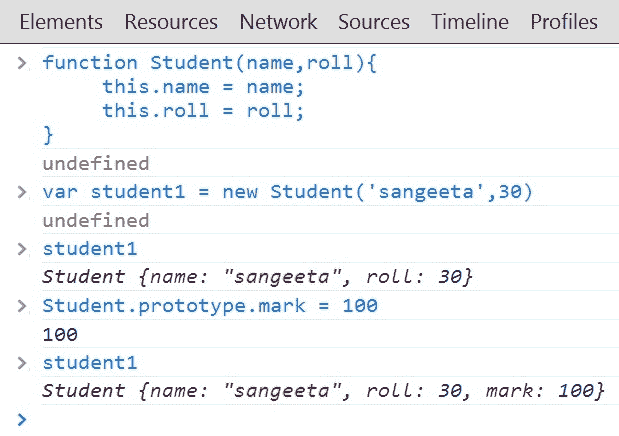 Elements Resources Network Sources Timeline Profiles
> function Student(name,roll){
this.name = name;
this.roll = roll;
}
undefined
> var student1 = new Student('sangeeta',30)
undefined
> student1
Student {name: "sangeeta", roll: 30}
> Student.prototype.mark = 100
100
> student1
Student {name: "sangeeta", roll: 30, mark: 100}
>